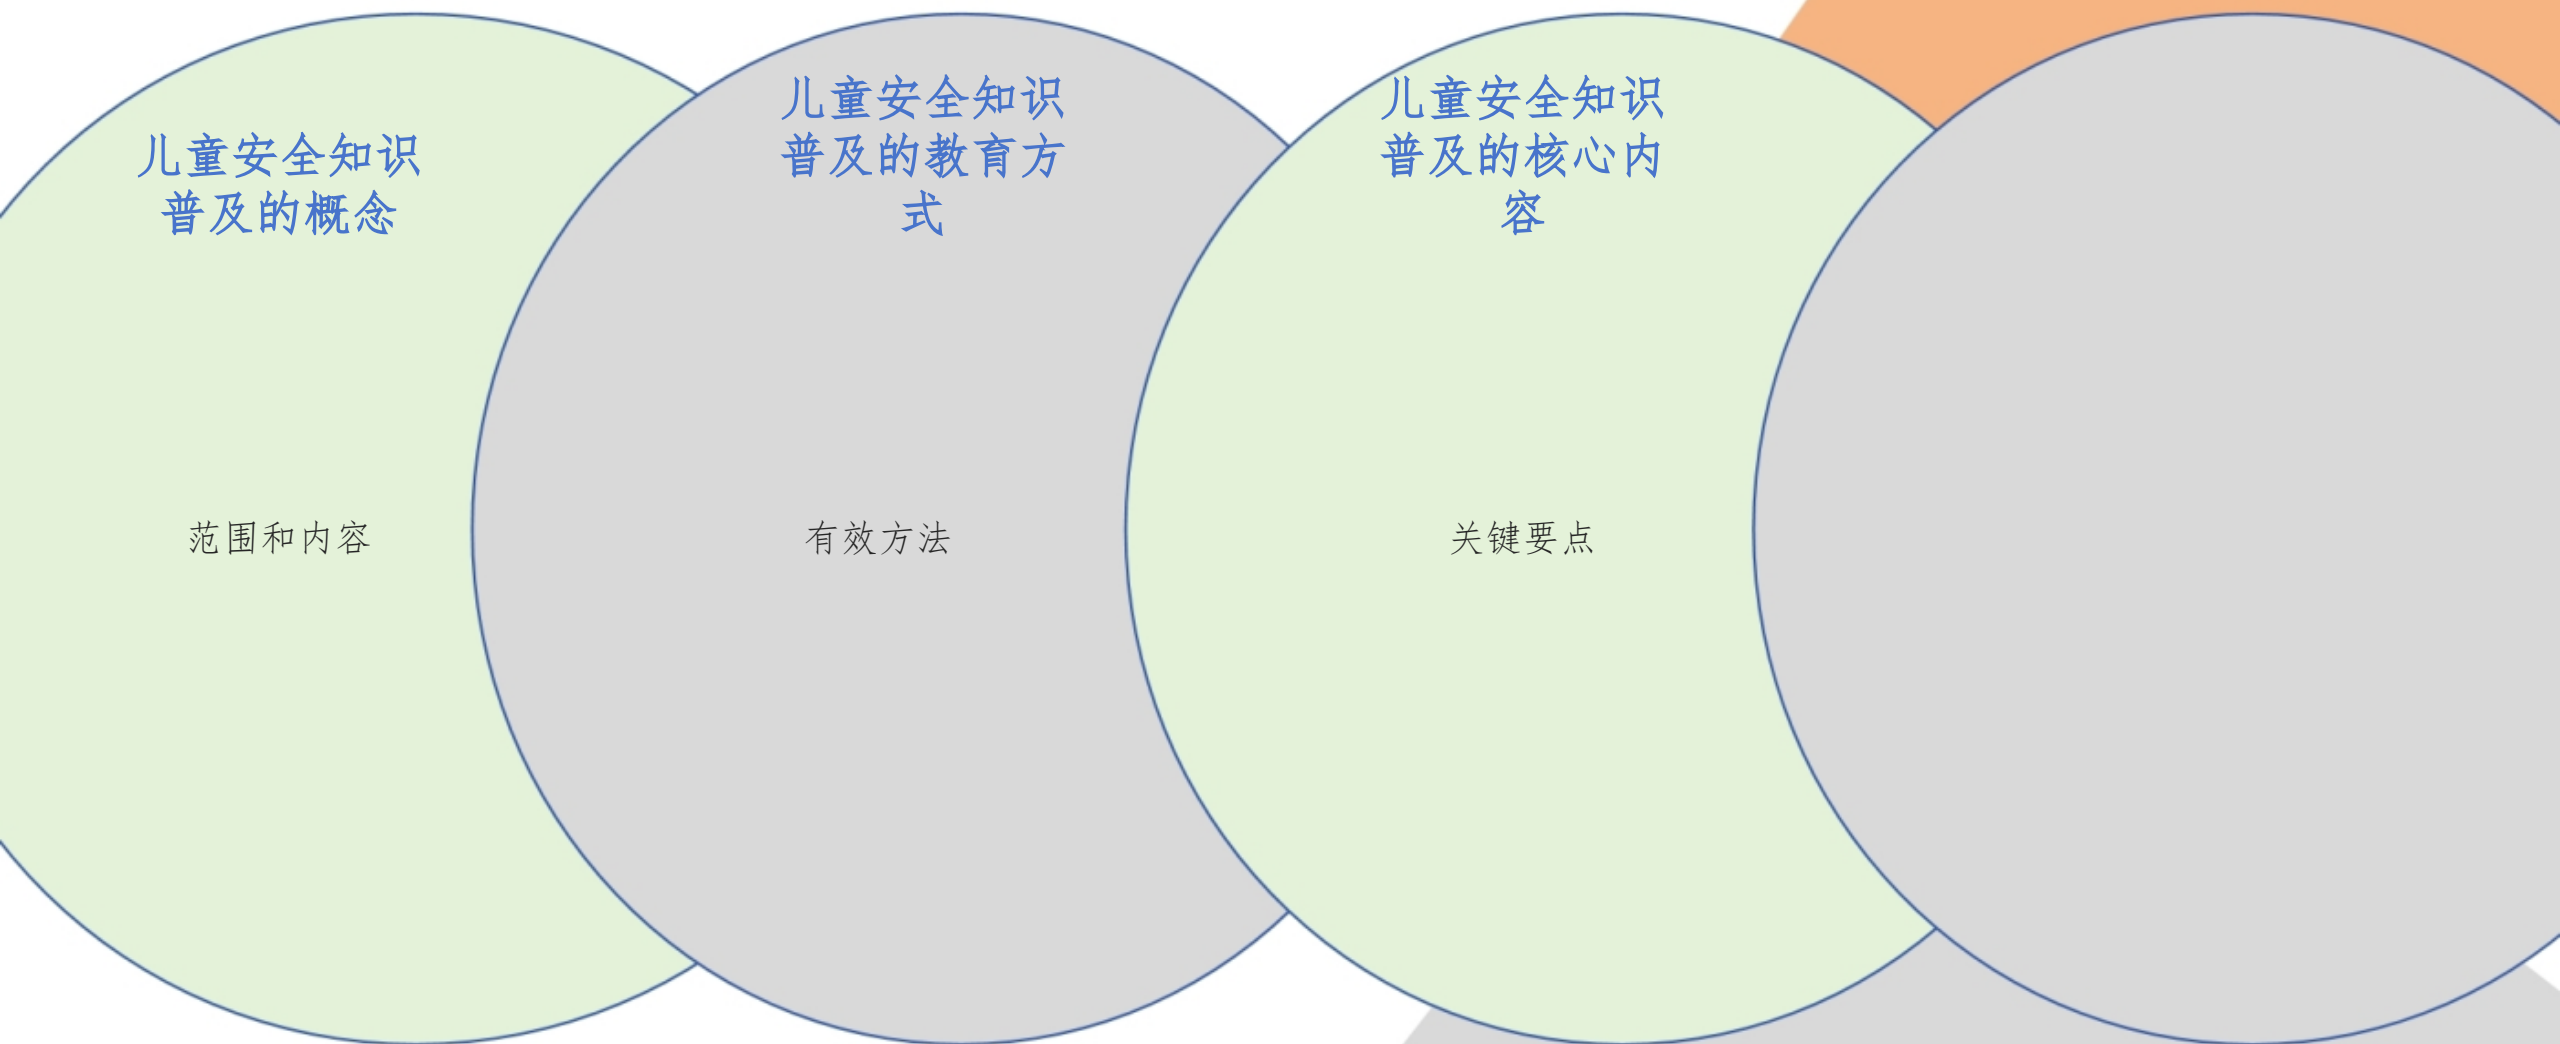 儿童安全知识
普及的概念
范围和内容
儿童安全知识
普及的教育方
式
有效方法
儿童安全知识
普及的核心内
容
关键要点